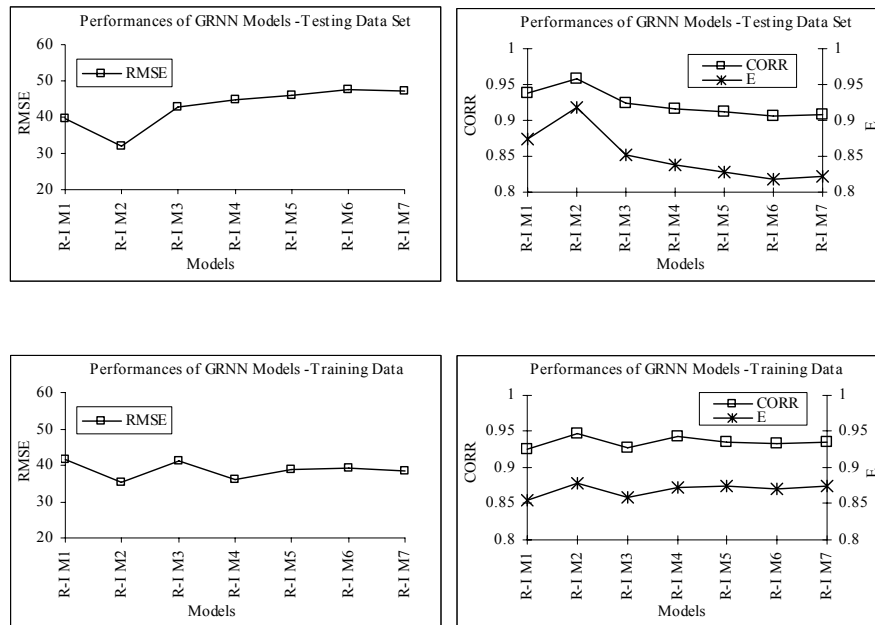 Performances of GRNN Models -Testing Data Set
60
50
40
30
20
RMSE
RMSE
R-I M1
R-I M2
R-I M3
R-I M4
R-I M5
R-I M6
R-I M7
Models
Performances of GRNN Models -Testing Data Set
1
0.95
0.9
0.85
0.8
CORR
CORR
E
1
0.95
0.9
0.85
0.8
E
R-I M1
R-I M2
R-I M3
R-I M4
R-I M5
R-I M6
R-I M7
Models
Performances of GRNN Models -Training Data
60
50
40
30
20
RMSE
RMSE
R-I M1
R-I M2
R-I M3
R-I M4
R-I M5
R-I M6
R-I M7
Models
Performances of GRNN Models -Training Data
1
0.95
0.9
0.85
0.8
CORR
CORR
E
1
0.95
0.9
0.85
0.8
E
R-I M1
R-I M2
R-I M3
R-I M4
R-I M5
R-I M6
R-I M7
Models